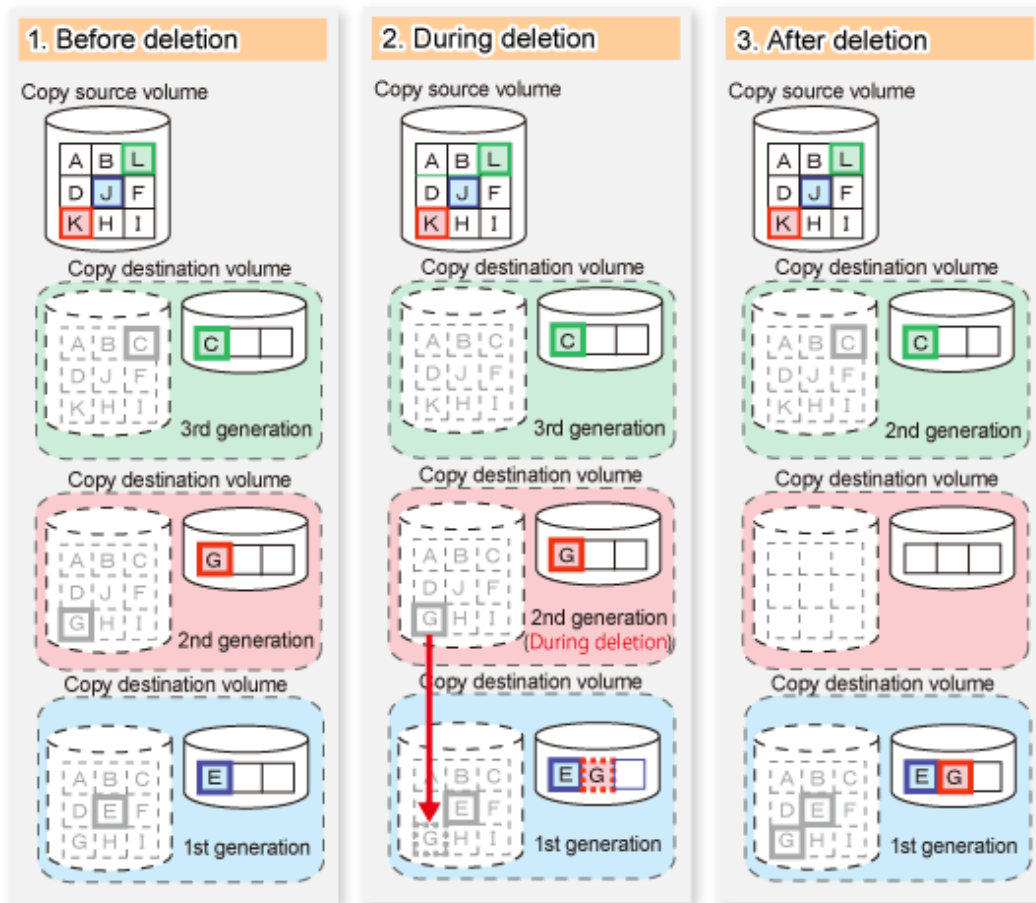 1. Before deletion
Copy source volume
A B L
D J F
K H I
Copy destination volume
A B C
D J F
K H I
C
3rd generation
Copy destination volume
A B C
D J F
G H I
G
2nd generation
Copy destination volume
A B C
D E F
G H I
E
1st generation
2. During deletion
Copy source volume
A B L
D J F
K H I
Copy destination volume
A B C
D J F
K H I
C
3rd generation
Copy destination volume
A B C
D J F
G H I
G
2nd generation
(During deletion)
Copy destination volume
A B C
D E F
G H I
E G
1st generation
3. After deletion
Copy source volume
A B L
D J F
K H I
Copy destination volume
A B C
D J F
K H I
C
2nd generation
Copy destination volume
Copy destination volume
A B C
D E F
G H I
E G
1st generation